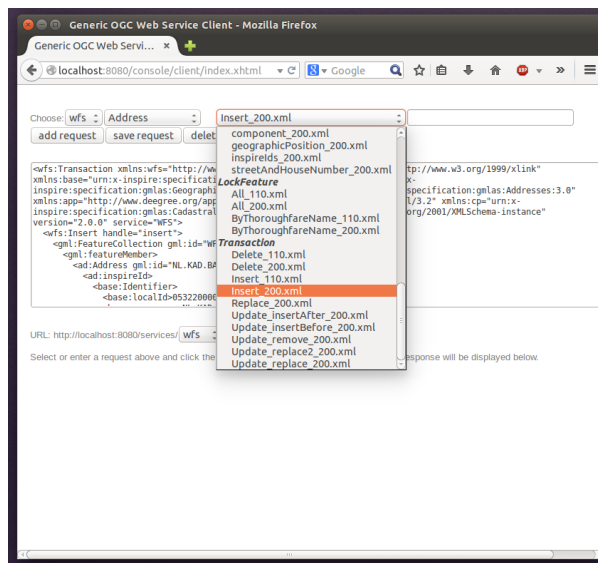 Generic OGC Web Service Client - Mozilla Firefox
Generic OGC Web Servi... ×
localhost:8080/console/client/index.xhtml 8 Google ABP »
Choose: wfs Address Insert_200.xml
add request save request delet
component_200.xml
geographicPosition_200.xml
inspireIds_200.xml
streetAndHouseNumber_200.xml
LockFeature
All_110.xml
All_200.xml
ByThoroughfareName_110.xml
ByThoroughfareName_200.xml
Transaction
Delete_110.xml
Delete_200.xml
Insert_110.xml
Insert_200.xml
Replace_200.xml
Update_insertAfter_200.xml
Update_insertBefore_200.xml
Update_remove_200.xml
Update_replace2_200.xml
Update_replace_200.xml
<wfs:Transaction xmlns:wfs="http://ww tp://www.w3.org/1999/xlink"
xmlns:base="urn:x-inspire:specificati x-
inspire:specification:gmlas:Geographi specification:gmlas:Addresses:3.0"
xmlns:app="http://www.deegree.org/app l/3.2" xmlns:cp="urn:x-
inspire:specification:gmlas:Cadastral org/2001/XMLSchema-instance"
version="2.0.0" service="WFS">
<wfs:Insert handle="insert">
<gml:FeatureCollection gml:id="WF
<gml:featureMember>
<ad:Address gml:id="NL.KAD.BA
<ad:inspireId>
<base:Identifier>
<base:localId>0532200000
URL: http://localhost:8080/services/ wfs
Select or enter a request above and click the esponse will be displayed below.